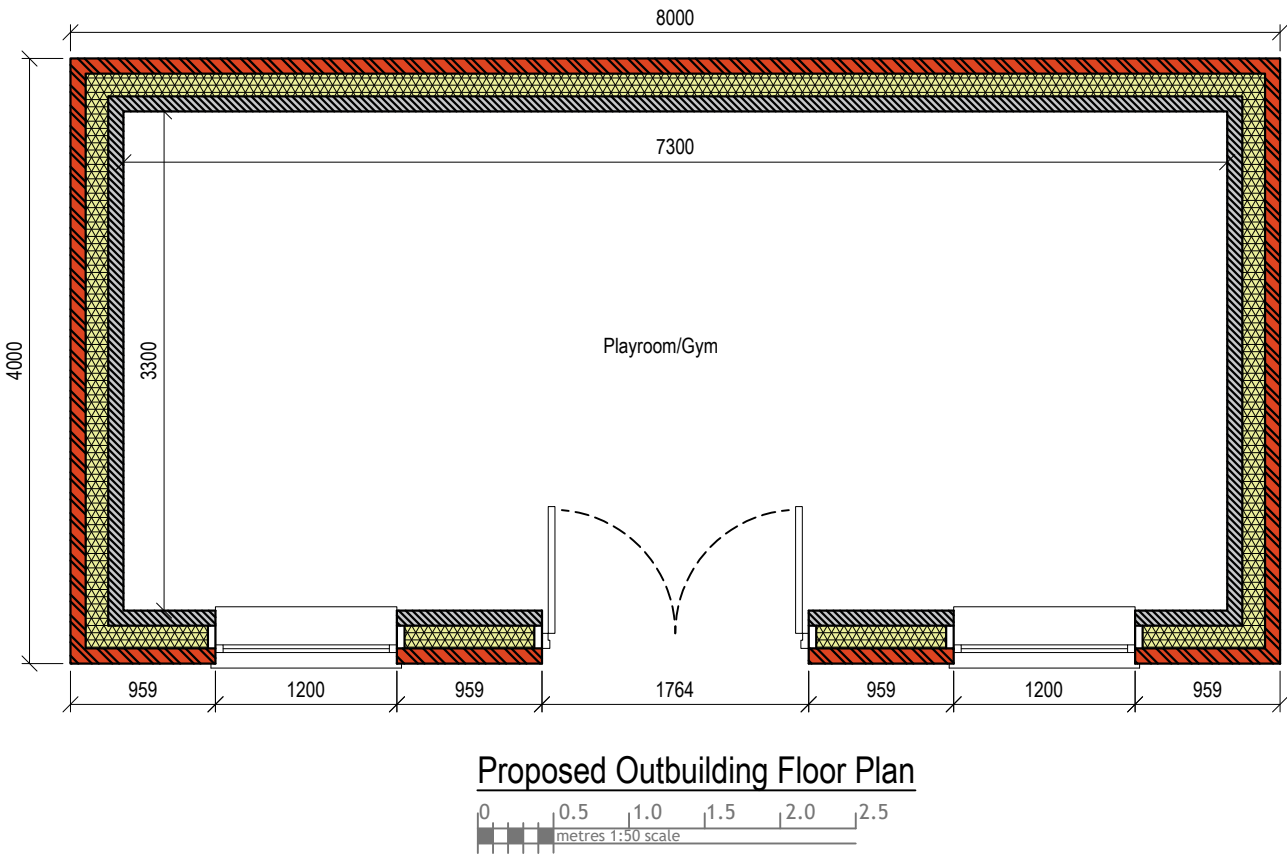 8000
7300
4000
3300
Playroom/Gym
959 1200 959 1764 959 1200 959
Proposed Outbuilding Floor Plan
0 0.5 1.0 1.5 2.0 2.5
metres 1:50 scale